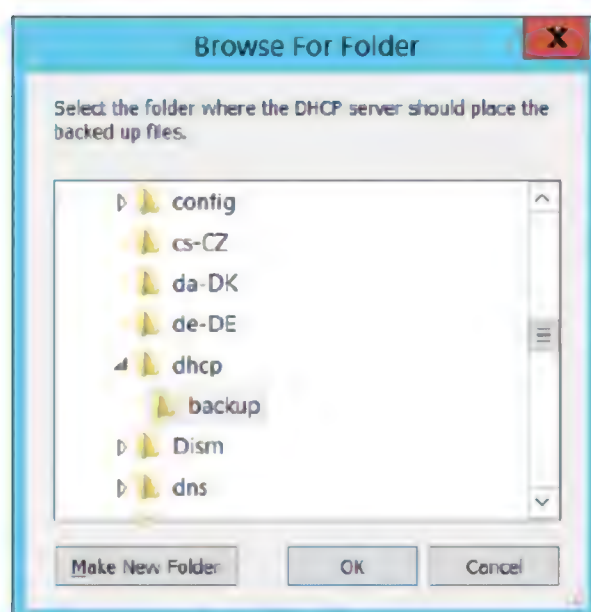 Browse For Folder
X
Select the folder where the DHCP server should place the
backed up files.
config
cs-CZ
da-DK
de-DE
dhcp
backup
Dism
dns
Make New Folder
OK
Cancel